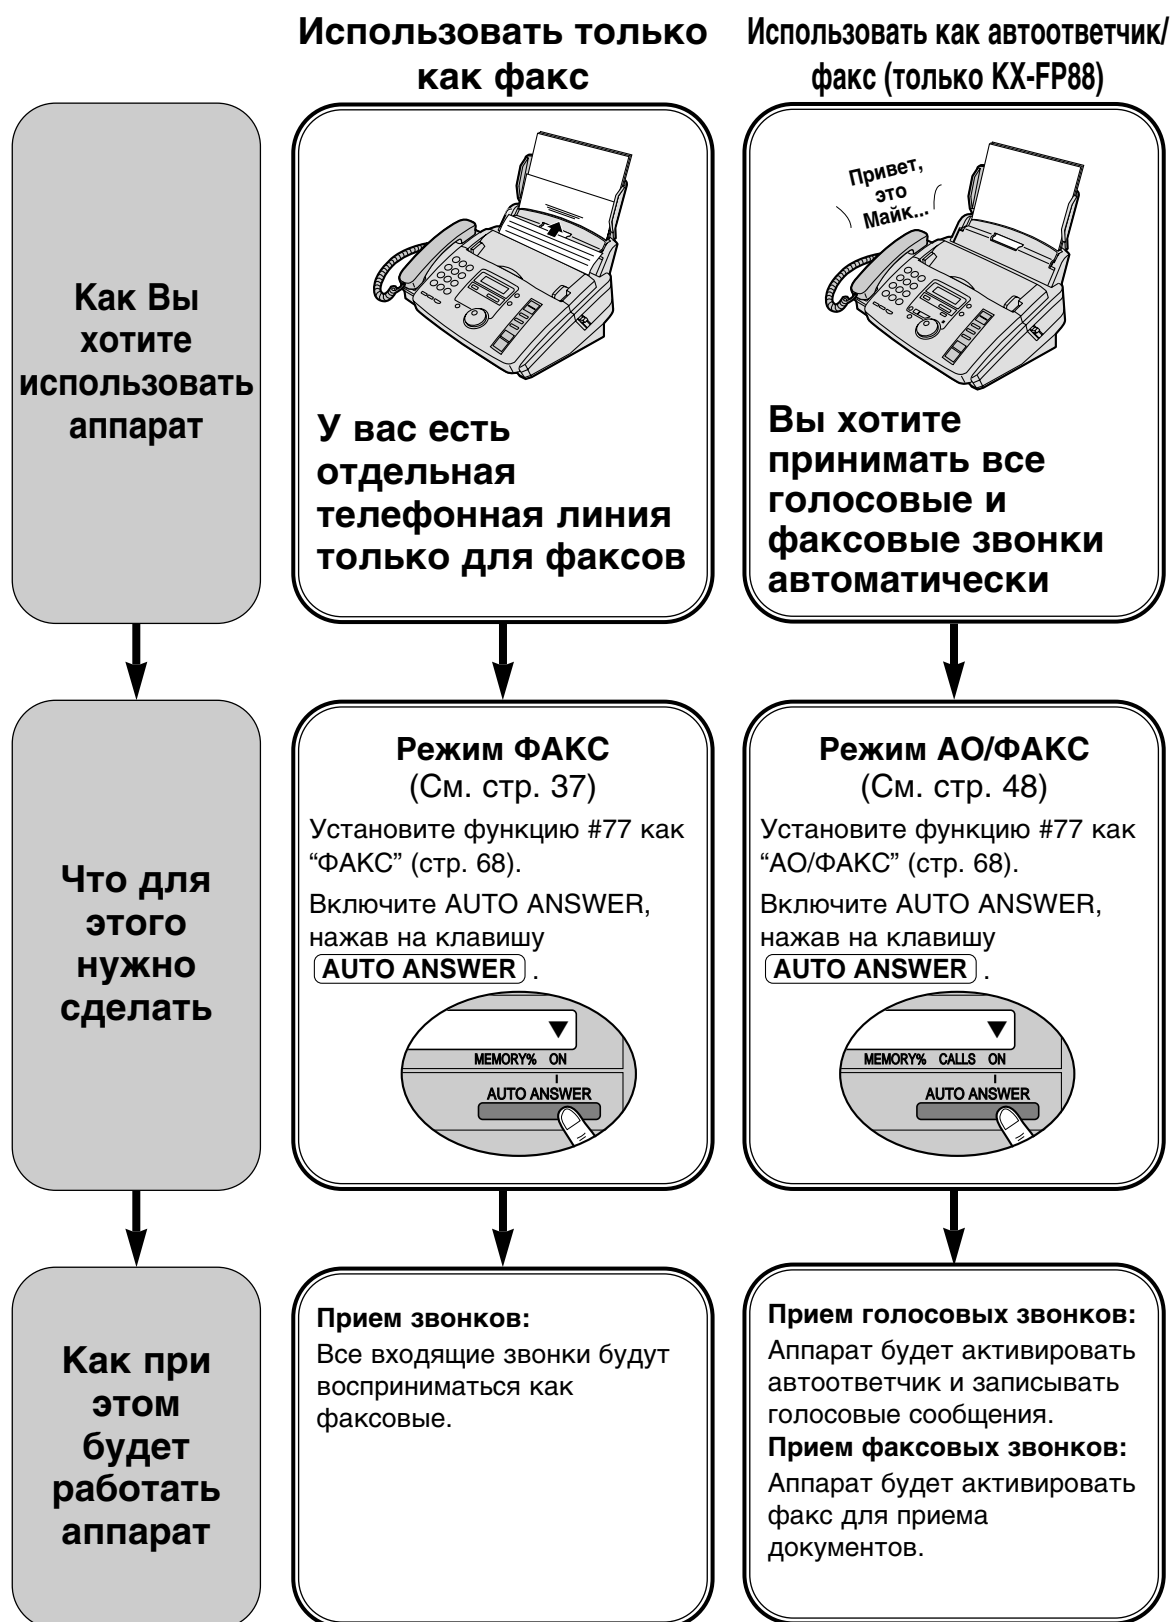 Использовать только
как факс
Использовать как автоответчик/
факс (только KX-FP88)
Как Вы
хотите
использовать
аппарат
У вас есть
отдельная
телефонная линия
только для факсов
Привет,
это
Майк...
Вы хотите
принимать все
голосовые и
факсовые звонки
автоматически
Что для
этого
нужно
сделать
Режим ФАКС
(См. стр. 37)
Установите функцию #77 как
“ФАКС” (стр. 68).
Включите AUTO ANSWER,
нажав на клавишу
AUTO ANSWER .
MEMORY% ON
AUTO ANSWER
Режим АО/ФАКС
(См. стр. 48)
Установите функцию #77 как
“АО/ФАКС” (стр. 68).
Включите AUTO ANSWER,
нажав на клавишу
AUTO ANSWER .
MEMORY% CALLS ON
AUTO ANSWER
Как при
этом
будет
работать
аппарат
Прием звонков:
Все входящие звонки будут
восприниматься как
факсовые.
Прием голосовых звонков:
Аппарат будет активировать
автоответчик и записывать
голосовые сообщения.
Прием факсовых звонков:
Аппарат будет активировать
факс для приема
документов.